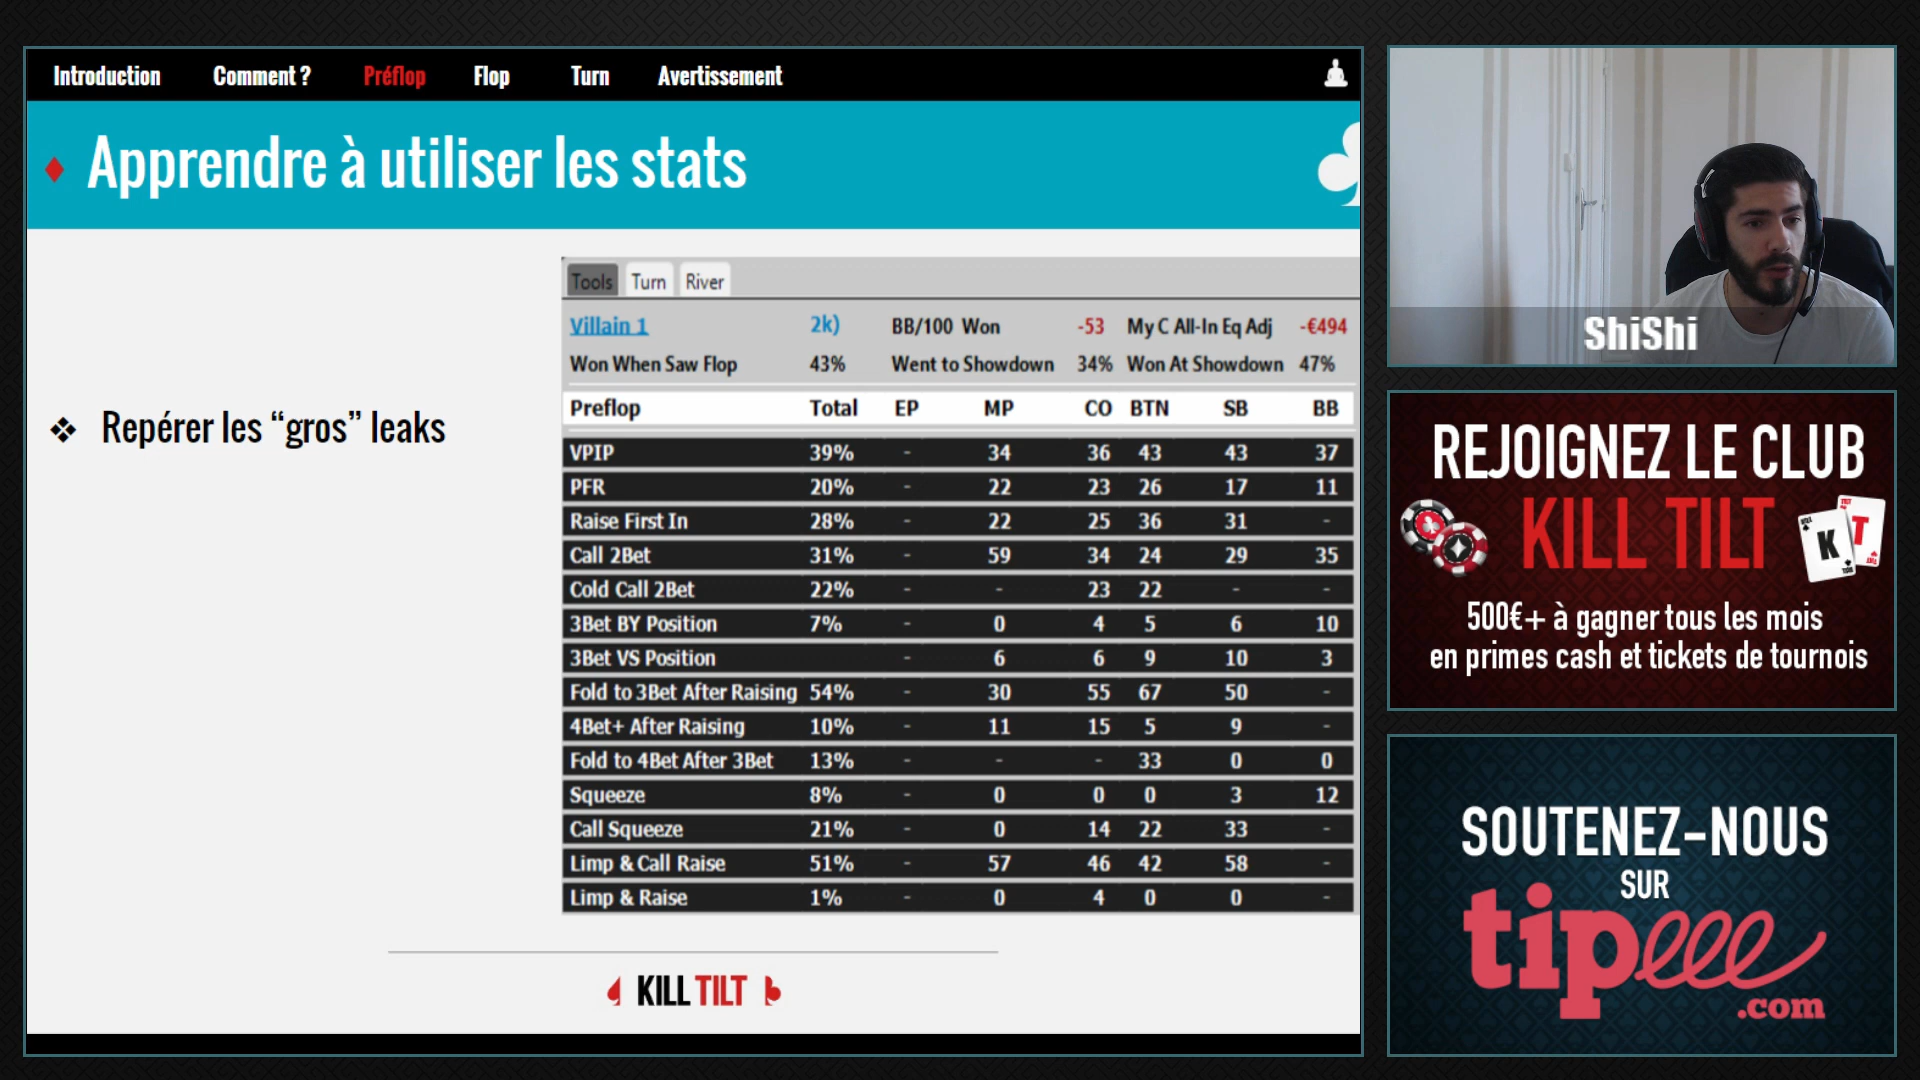 Introduction Comment ? Préflop Flop Turn Avertissement
Apprendre à utiliser les stats
Repérer les “gros” leaks
Tools Turn River
Villain 1 2k) BB/100 Won -53 My C All-In Eq Adj -€494
Won When Saw Flop 43% Went to Showdown 34% Won At Showdown 47%
Preflop Total EP MP CO BTN SB BB
VPIP 39% - 34 36 43 43 37
PFR 20% - 22 23 26 17 11
Raise First In 28% - 22 25 36 31 -
Call 2Bet 31% - 59 34 24 29 35
Cold Call 2Bet 22% - - 23 22 - -
3Bet BY Position 7% - 0 4 5 6 10
3Bet VS Position - 6 6 9 10 3
Fold to 3Bet After Raising 54% - 30 55 67 50 -
4Bet+ After Raising 10% - 11 15 5 9 -
Fold to 4Bet After 3Bet 13% - - - 33 0 0
Squeeze 8% - 0 0 0 3 12
Call Squeeze 21% - 0 14 22 33 -
Limp & Call Raise 51% - 57 46 42 58 -
Limp & Raise 1% - 0 4 0 0 -
KILL TILT
ShiShi
REJOIGNEZ LE CLUB
KILL TILT
K T
500€+ à gagner tous les mois
en primes cash et tickets de tournois
SOUTENEZ-NOUS
SUR
tipeee
.com